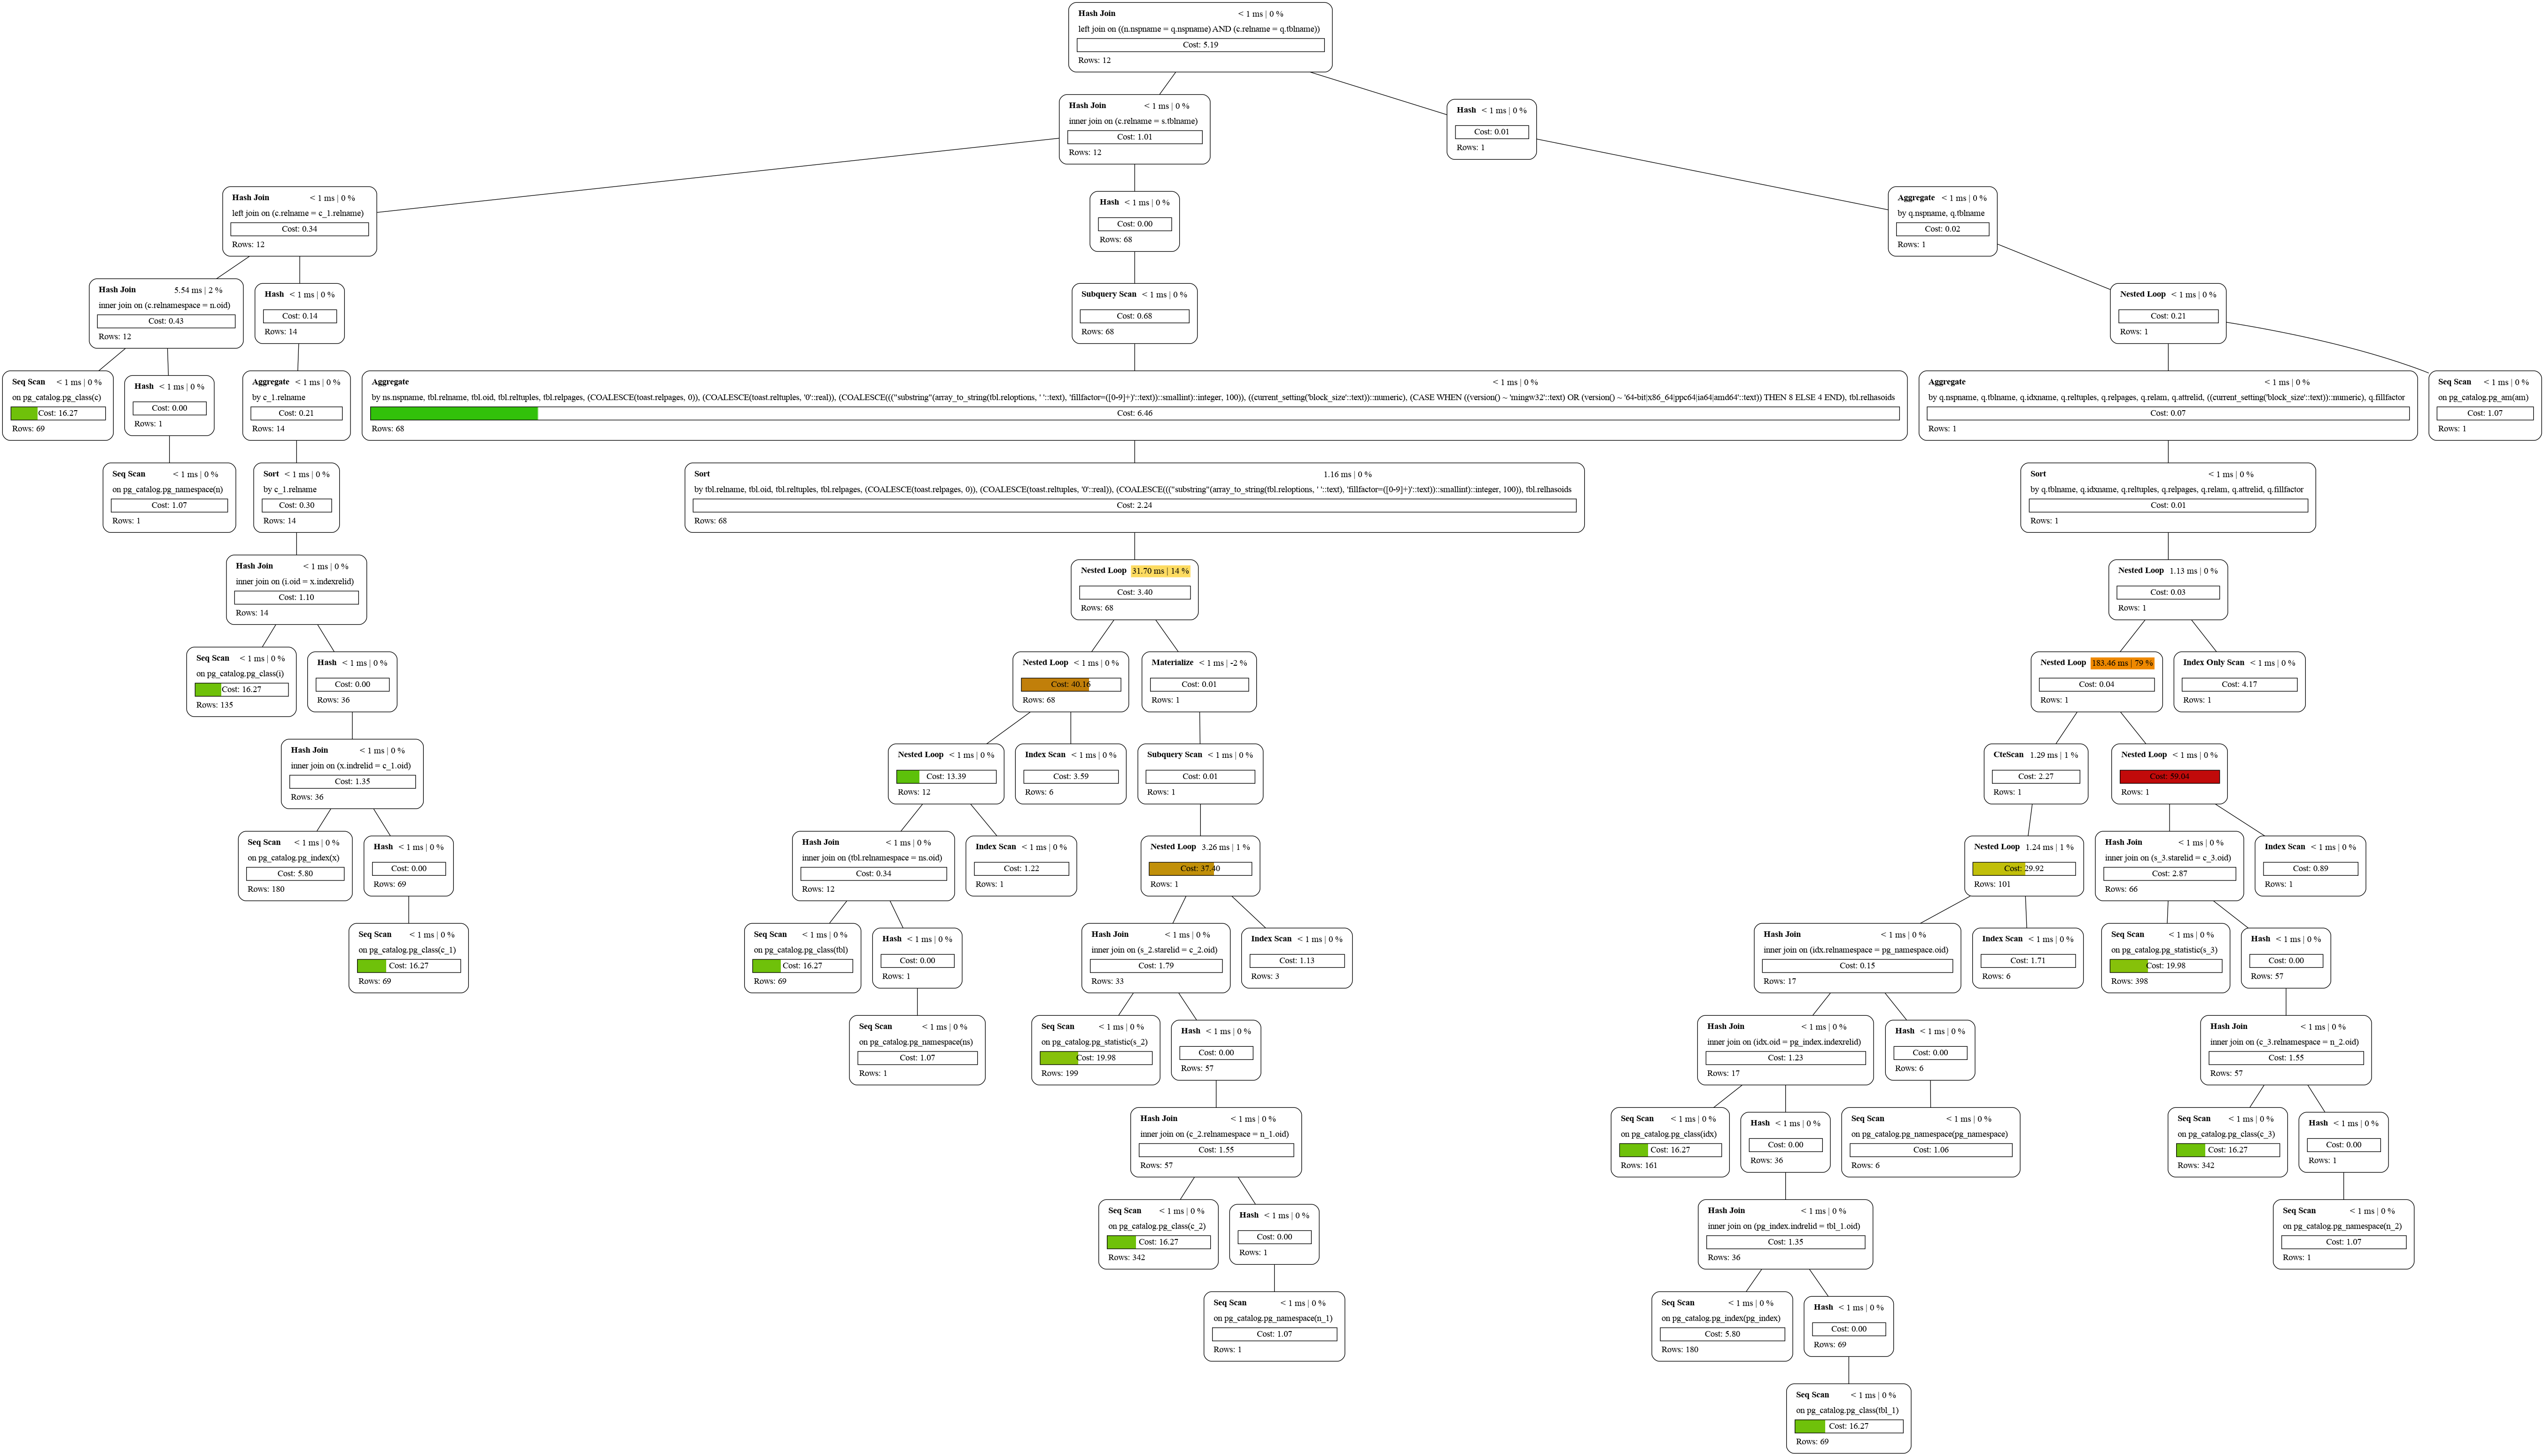 Hash Join < 1 ms | 0 %
left join on ((n.nspname = q.nspname) AND (c.relname = q.tblname))
Cost: 5.19
Rows: 12
Hash Join < 1 ms | 0 %
inner join on (c.relname = s.tblname)
Cost: 1.01
Rows: 12
Hash < 1 ms | 0 %
Cost: 0.01
Rows: 1
Hash Join < 1 ms | 0 %
left join on (c.relname = c_1.relname)
Cost: 0.34
Rows: 12
Hash < 1 ms | 0 %
Cost: 0.00
Rows: 68
Aggregate < 1 ms | 0 %
by q.nspname, q.tblname
Cost: 0.02
Rows: 1
Hash Join 5.54 ms | 2 %
inner join on (c.relnamespace = n.oid)
Cost: 0.43
Rows: 12
Hash < 1 ms | 0 %
Cost: 0.14
Rows: 14
Subquery Scan < 1 ms | 0 %
Cost: 0.68
Rows: 68
Nested Loop < 1 ms | 0 %
Cost: 0.21
Rows: 1
Seq Scan < 1 ms | 0 %
on pg_catalog.pg_class(c)
Cost: 16.27
Rows: 69
Hash < 1 ms | 0 %
Cost: 0.00
Rows: 1
Aggregate < 1 ms | 0 %
by c_1.relname
Cost: 0.21
Rows: 14
Aggregate < 1 ms | 0 %
by ns.nspname, tbl.relname, tbl.oid, tbl.reltuples, tbl.relpages, (COALESCE(toast.relpages, 0)), (COALESCE(toast.reltuples, '0'::real)), (COALESCE((("substring"(array_to_string(tbl.reloptions, ' '::text), 'fillfactor=([0-9]+)'::text))::smallint)::integer, 100)), ((current_setting('block_size'::text))::numeric), (CASE WHEN ((version() ~ 'mingw32'::text) OR (version() ~ '64-bit|x86_64|ppc64|ia64|amd64'::text)) THEN 8 ELSE 4 END), tbl.relhasoids
Cost: 6.46
Rows: 68
Aggregate < 1 ms | 0 %
by q.nspname, q.tblname, q.idxname, q.reltuples, q.relpages, q.relam, q.attrelid, ((current_setting('block_size'::text))::numeric), q.fillfactor
Cost: 0.07
Rows: 1
Seq Scan < 1 ms | 0 %
on pg_catalog.pg_am(am)
Cost: 1.07
Rows: 1
Seq Scan < 1 ms | 0 %
on pg_catalog.pg_namespace(n)
Cost: 1.07
Rows: 1
Sort < 1 ms | 0 %
by c_1.relname
Cost: 0.30
Rows: 14
Sort 1.16 ms | 0 %
by tbl.relname, tbl.oid, tbl.reltuples, tbl.relpages, (COALESCE(toast.relpages, 0)), (COALESCE(toast.reltuples, '0'::real)), (COALESCE((("substring"(array_to_string(tbl.reloptions, ' '::text), 'fillfactor=([0-9]+)'::text))::smallint)::integer, 100)), tbl.relhasoids
Cost: 2.24
Rows: 68
Sort < 1 ms | 0 %
by q.tblname, q.idxname, q.reltuples, q.relpages, q.relam, q.attrelid, q.fillfactor
Cost: 0.01
Rows: 1
Hash Join < 1 ms | 0 %
inner join on (i.oid = x.indexrelid)
Cost: 1.10
Rows: 14
Nested Loop 31.70 ms | 14 %
Cost: 3.40
Rows: 68
Nested Loop 1.13 ms | 0 %
Cost: 0.03
Rows: 1
Seq Scan < 1 ms | 0 %
on pg_catalog.pg_class(i)
Cost: 16.27
Rows: 135
Hash < 1 ms | 0 %
Cost: 0.00
Rows: 36
Nested Loop < 1 ms | 0 %
Cost: 40.16
Rows: 68
Materialize < 1 ms | -2 %
Cost: 0.01
Rows: 1
Nested Loop 183.46 ms | 79 %
Cost: 0.04
Rows: 1
Index Only Scan < 1 ms | 0 %
Cost: 4.17
Rows: 1
Hash Join < 1 ms | 0 %
inner join on (x.indrelid = c_1.oid)
Cost: 1.35
Rows: 36
Nested Loop < 1 ms | 0 %
Cost: 13.39
Rows: 12
Index Scan < 1 ms | 0 %
Cost: 3.59
Rows: 6
Subquery Scan < 1 ms | 0 %
Cost: 0.01
Rows: 1
CteScan 1.29 ms | 1 %
Cost: 2.27
Rows: 1
Nested Loop < 1 ms | 0 %
Cost: 59.04
Rows: 1
Seq Scan < 1 ms | 0 %
on pg_catalog.pg_index(x)
Cost: 5.80
Rows: 180
Hash < 1 ms | 0 %
Cost: 0.00
Rows: 69
Hash Join < 1 ms | 0 %
inner join on (tbl.relnamespace = ns.oid)
Cost: 0.34
Rows: 12
Index Scan < 1 ms | 0 %
Cost: 1.22
Rows: 1
Nested Loop 3.26 ms | 1 %
Cost: 37.40
Rows: 1
Nested Loop 1.24 ms | 1 %
Cost: 29.92
Rows: 101
Hash Join < 1 ms | 0 %
inner join on (s_3.starelid = c_3.oid)
Cost: 2.87
Rows: 66
Index Scan < 1 ms | 0 %
Cost: 0.89
Rows: 1
Seq Scan < 1 ms | 0 %
on pg_catalog.pg_class(c_1)
Cost: 16.27
Rows: 69
Seq Scan < 1 ms | 0 %
on pg_catalog.pg_class(tbl)
Cost: 16.27
Rows: 69
Hash < 1 ms | 0 %
Cost: 0.00
Rows: 1
Hash Join < 1 ms | 0 %
inner join on (s_2.starelid = c_2.oid)
Cost: 1.79
Rows: 33
Index Scan < 1 ms | 0 %
Cost: 1.13
Rows: 3
Hash Join < 1 ms | 0 %
inner join on (idx.relnamespace = pg_namespace.oid)
Cost: 0.15
Rows: 17
Index Scan < 1 ms | 0 %
Cost: 1.71
Rows: 6
Seq Scan < 1 ms | 0 %
on pg_catalog.pg_statistic(s_3)
Cost: 19.98
Rows: 398
Hash < 1 ms | 0 %
Cost: 0.00
Rows: 57
Seq Scan < 1 ms | 0 %
on pg_catalog.pg_namespace(ns)
Cost: 1.07
Rows: 1
Seq Scan < 1 ms | 0 %
on pg_catalog.pg_statistic(s_2)
Cost: 19.98
Rows: 199
Hash < 1 ms | 0 %
Cost: 0.00
Rows: 57
Hash Join < 1 ms | 0 %
inner join on (idx.oid = pg_index.indexrelid)
Cost: 1.23
Rows: 17
Hash < 1 ms | 0 %
Cost: 0.00
Rows: 6
Hash Join < 1 ms | 0 %
inner join on (c_3.relnamespace = n_2.oid)
Cost: 1.55
Rows: 57
Hash Join < 1 ms | 0 %
inner join on (c_2.relnamespace = n_1.oid)
Cost: 1.55
Rows: 57
Seq Scan < 1 ms | 0 %
on pg_catalog.pg_class(idx)
Cost: 16.27
Rows: 161
Hash < 1 ms | 0 %
Cost: 0.00
Rows: 36
Seq Scan < 1 ms | 0 %
on pg_catalog.pg_namespace(pg_namespace)
Cost: 1.06
Rows: 6
Seq Scan < 1 ms | 0 %
on pg_catalog.pg_class(c_3)
Cost: 16.27
Rows: 342
Hash < 1 ms | 0 %
Cost: 0.00
Rows: 1
Seq Scan < 1 ms | 0 %
on pg_catalog.pg_class(c_2)
Cost: 16.27
Rows: 342
Hash < 1 ms | 0 %
Cost: 0.00
Rows: 1
Hash Join < 1 ms | 0 %
inner join on (pg_index.indrelid = tbl_1.oid)
Cost: 1.35
Rows: 36
Seq Scan < 1 ms | 0 %
on pg_catalog.pg_namespace(n_2)
Cost: 1.07
Rows: 1
Seq Scan < 1 ms | 0 %
on pg_catalog.pg_namespace(n_1)
Cost: 1.07
Rows: 1
Seq Scan < 1 ms | 0 %
on pg_catalog.pg_index(pg_index)
Cost: 5.80
Rows: 180
Hash < 1 ms | 0 %
Cost: 0.00
Rows: 69
Seq Scan < 1 ms | 0 %
on pg_catalog.pg_class(tbl_1)
Cost: 16.27
Rows: 69